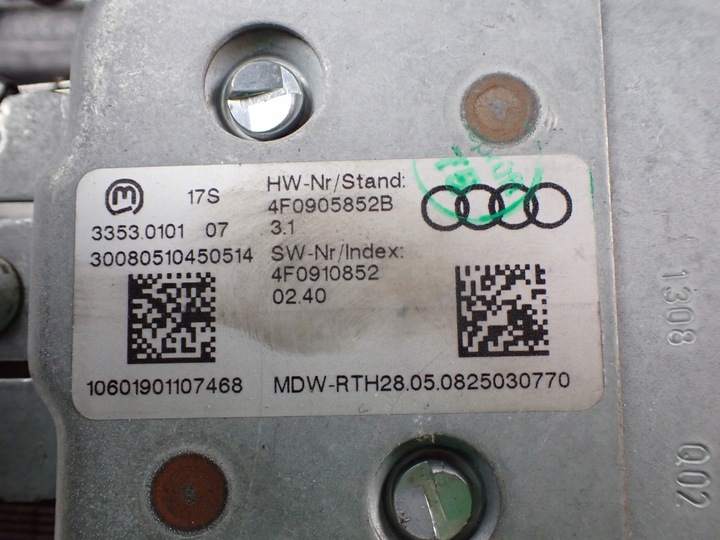 M
17S
HW-Nr/Stand:
4F0905852B
3353.0101 07
3.1
30080510450514
SW-Nr/Index:
4F0910852
02.40
10601901107468
MDW-RTH28.05.0825030770
1308
Q02